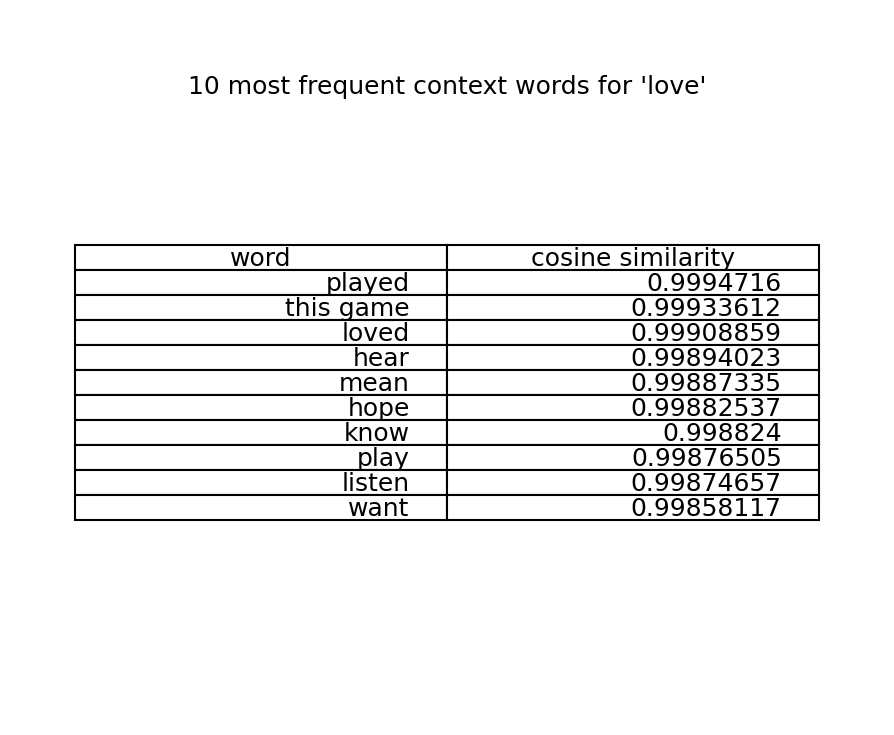 10 most frequent context words for 'love'
word cosine similarity
played 0.9994716
this game 0.99933612
loved 0.99908859
hear 0.99894023
mean 0.99887335
hope 0.99882537
know 0.998824
play 0.99876505
listen 0.99874657
want 0.99858117